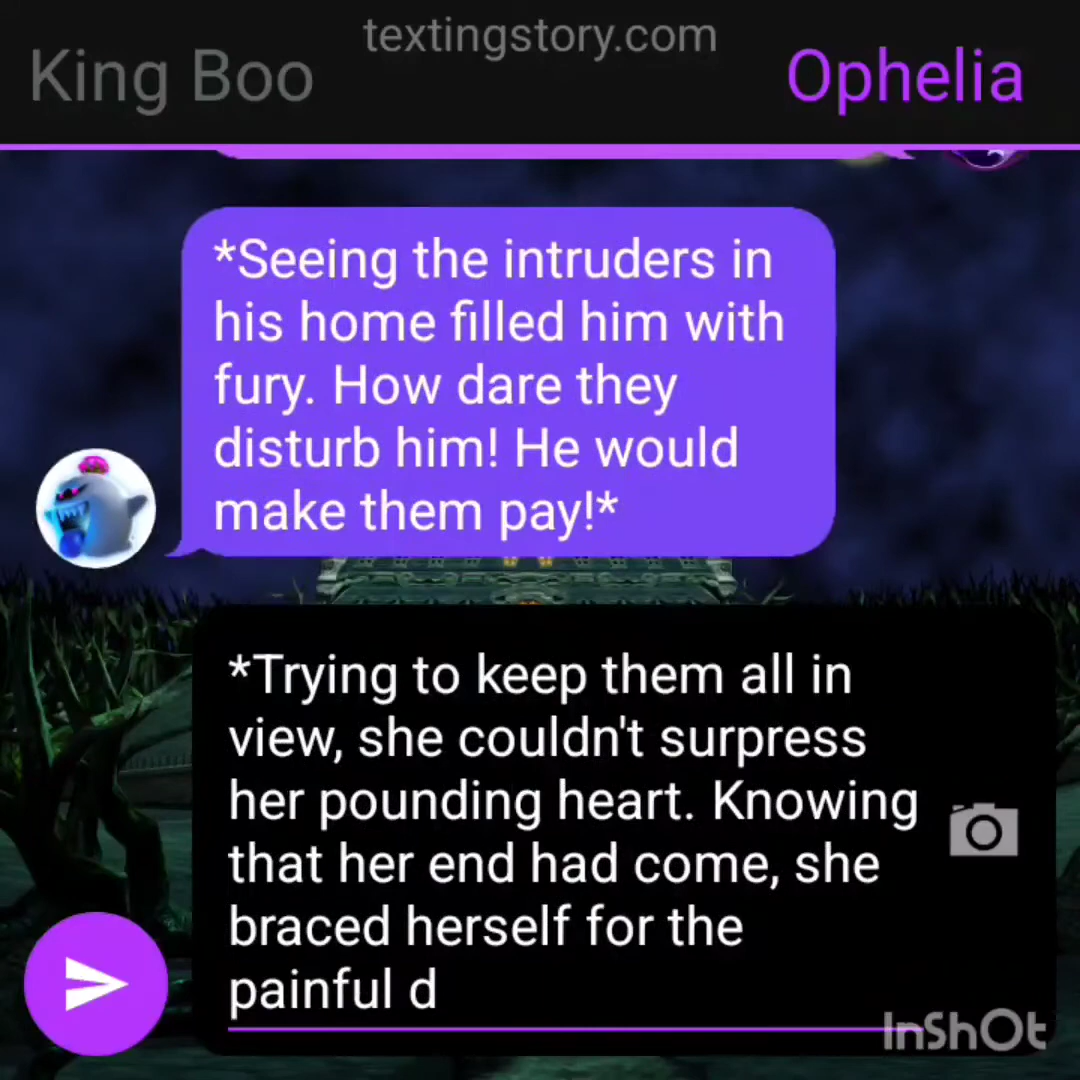 textingstory.com
King Boo
Ophelia
*Seeing the intruders in
his home filled him with
fury. How dare they
disturb him! He would
make them pay!*
*Trying to keep them all in
view, she couldn't surpress
her pounding heart. Knowing
that her end had come, she
braced herself for the
painful d
InShOt